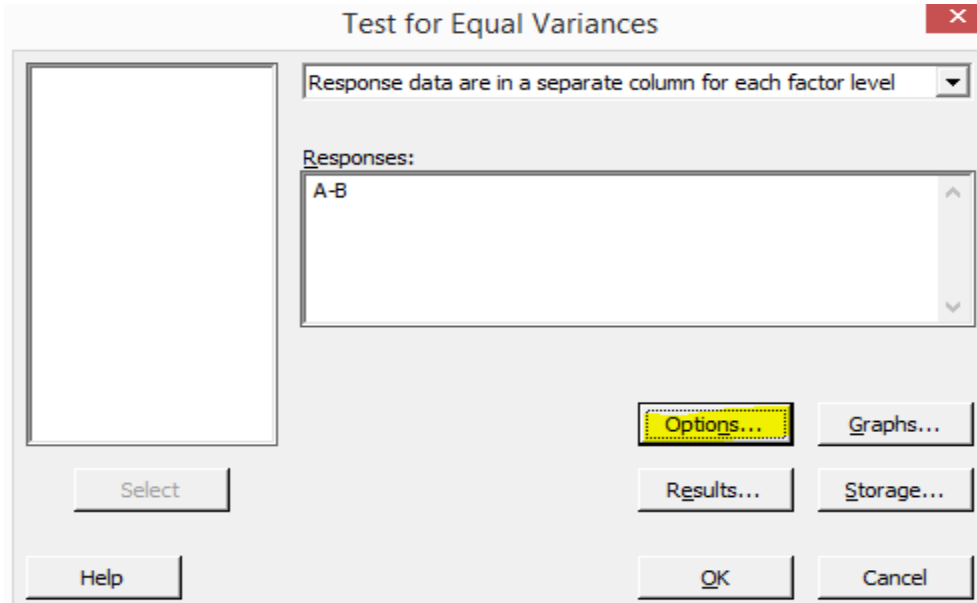 Test for Equal Variances
Response data are in a separate column for each factor level
Responses:
A-B
Options...
Graphs...
Select
Results...
Storage...
Help
OK
Cancel